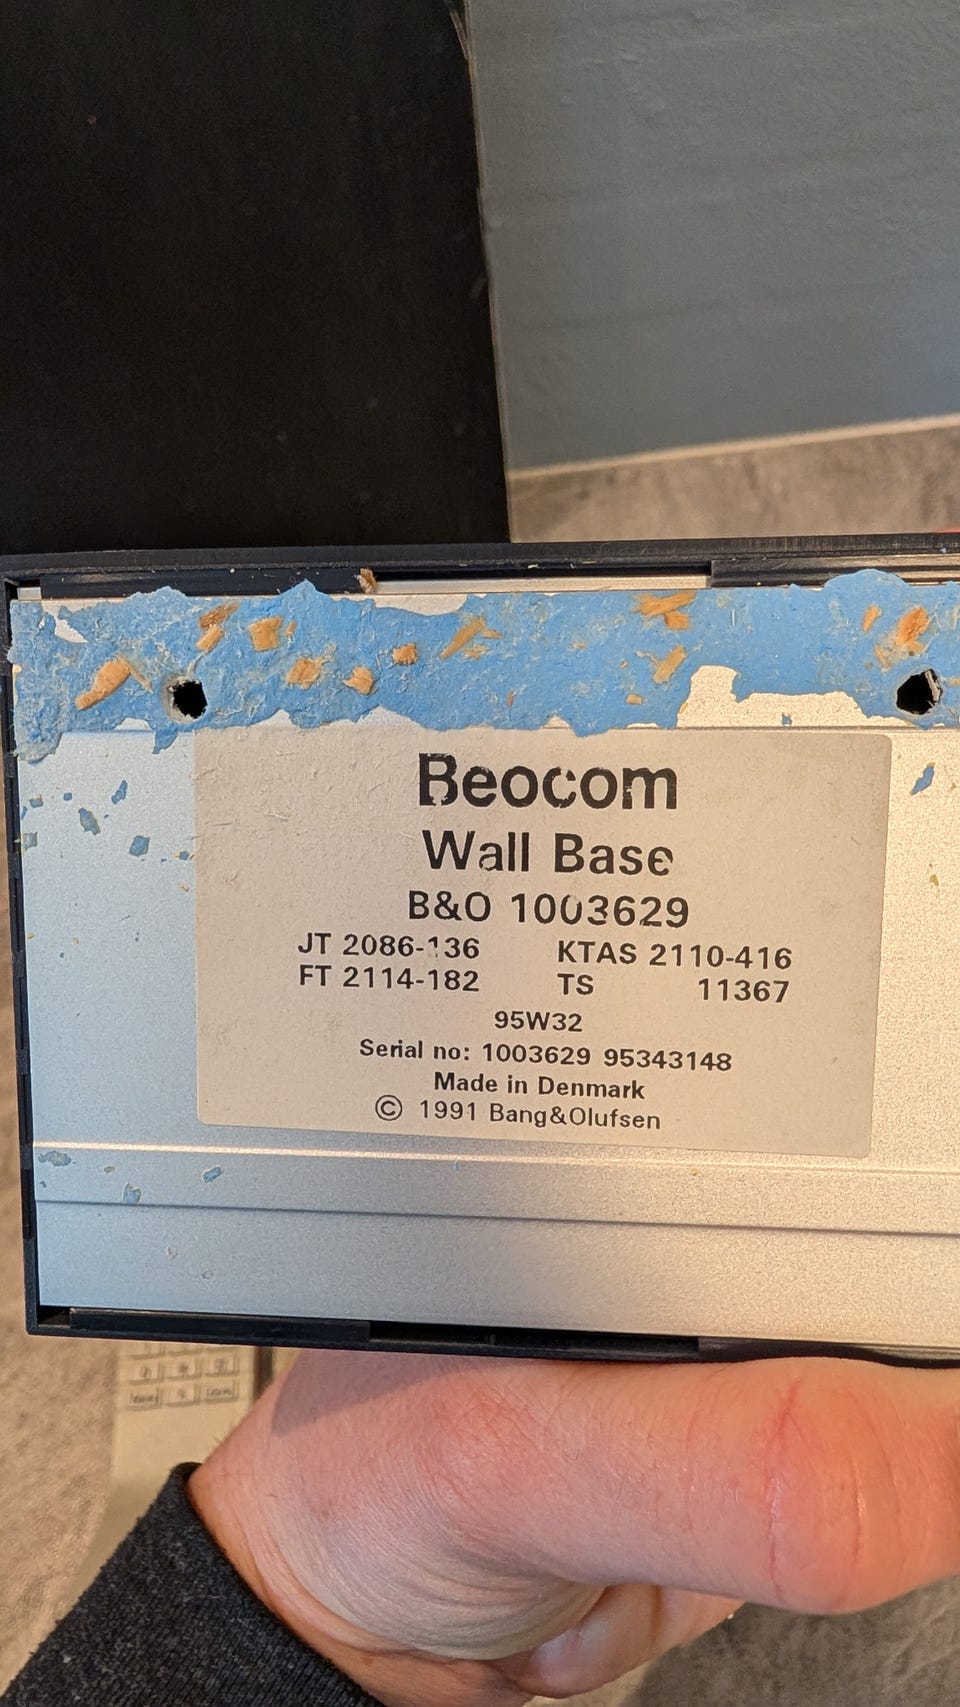 Beocom
Wall Base
B&O 1003629
JT 2086-136 KTAS 2110-416
FT 2114-182 TS 11367
95W32
Serial no: 1003629 95343148
Made in Denmark
© 1991 Bang&Olufsen